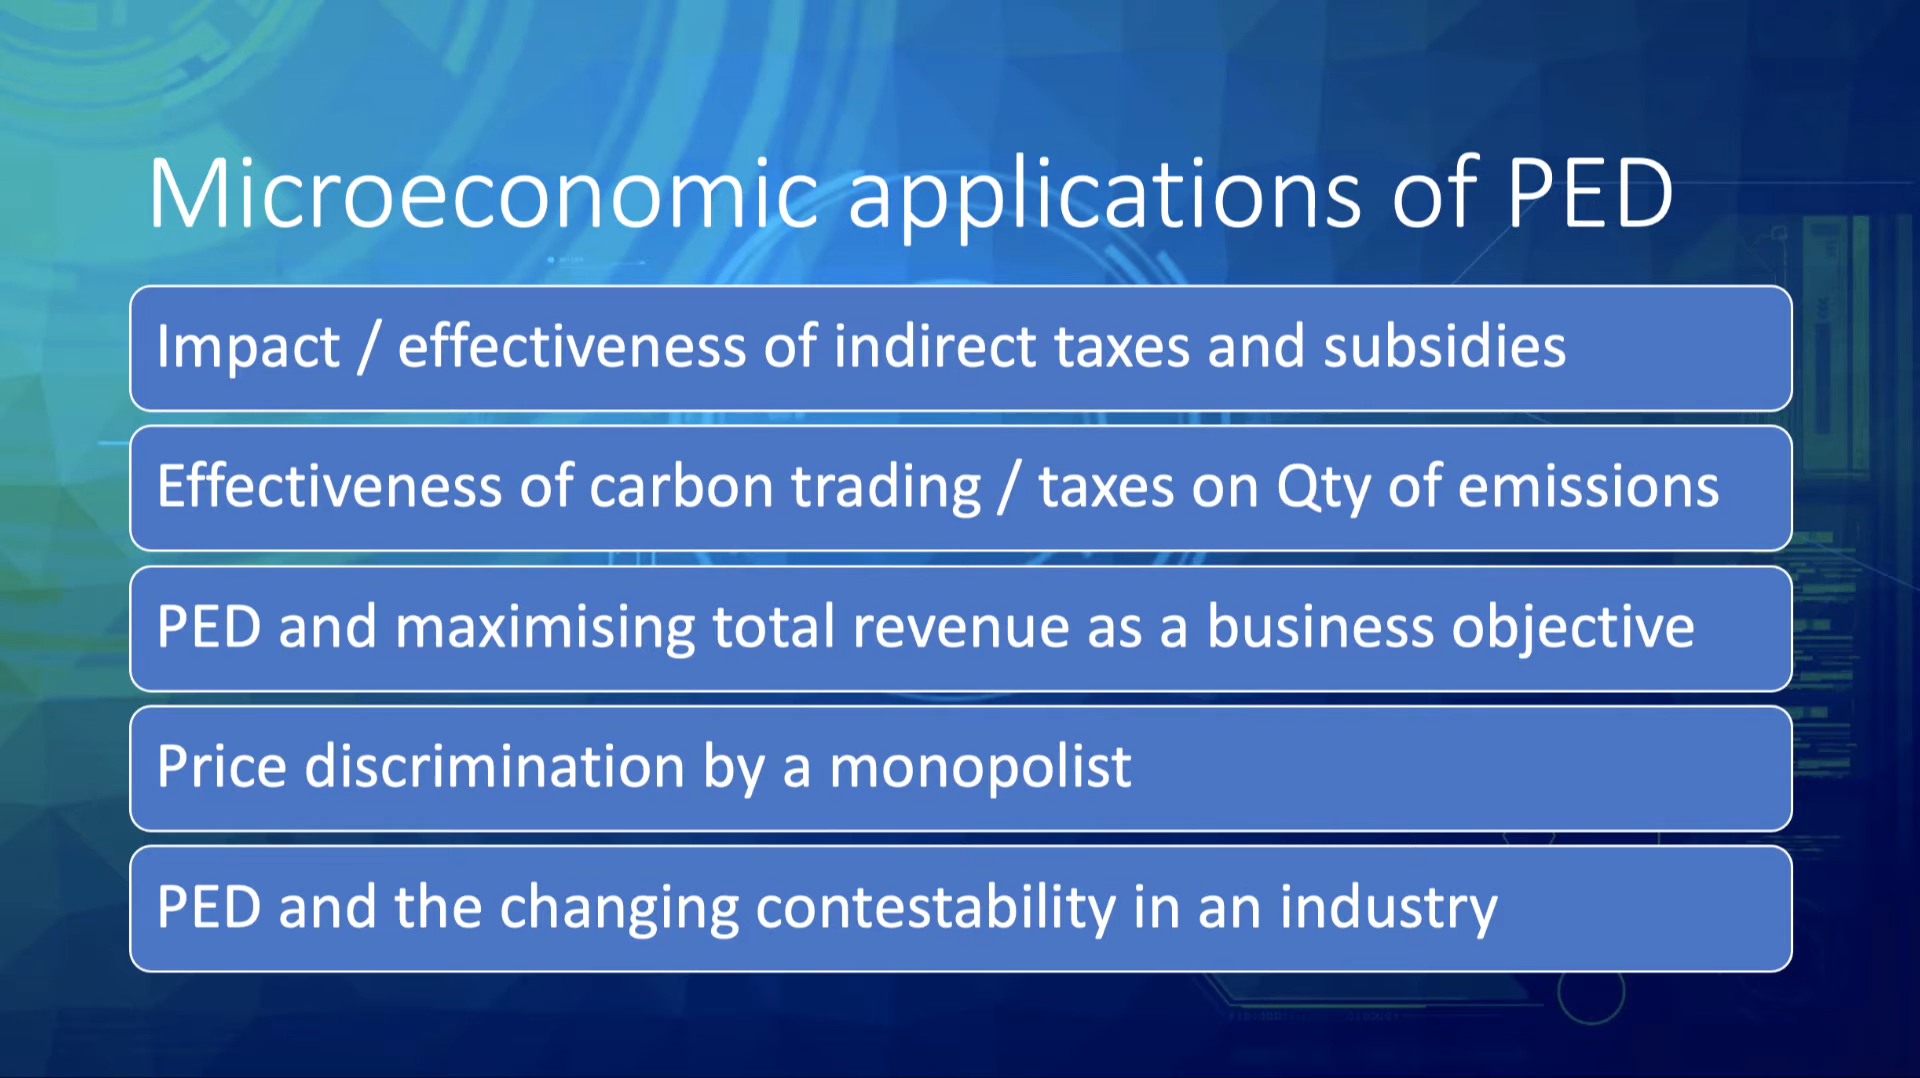 Microeconomic applications of PED
Impact / effectiveness of indirect taxes and subsidies
Effectiveness of carbon trading / taxes on Qty of emissions
PED and maximising total revenue as a business objective
Price discrimination by a monopolist
PED and the changing contestability in an industry